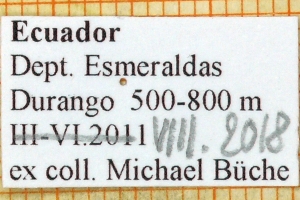 Ecuador
Dept. Esmeraldas
Durango 500-800 m
III-VI.2011 VIII. 2018
ex coll. Michael Büche